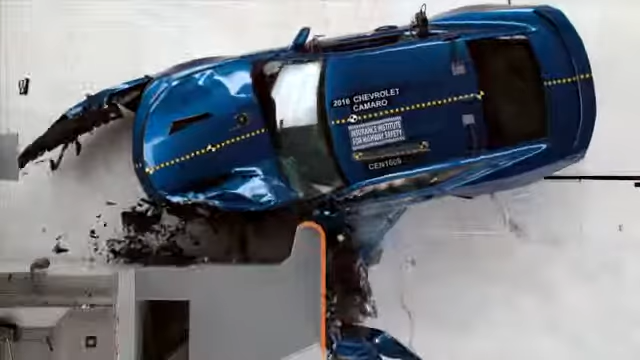 2016 CHEVROLET
CAMARO
INSURANCE INSTITUTE
FOR HIGHWAY SAFETY
CEN1605